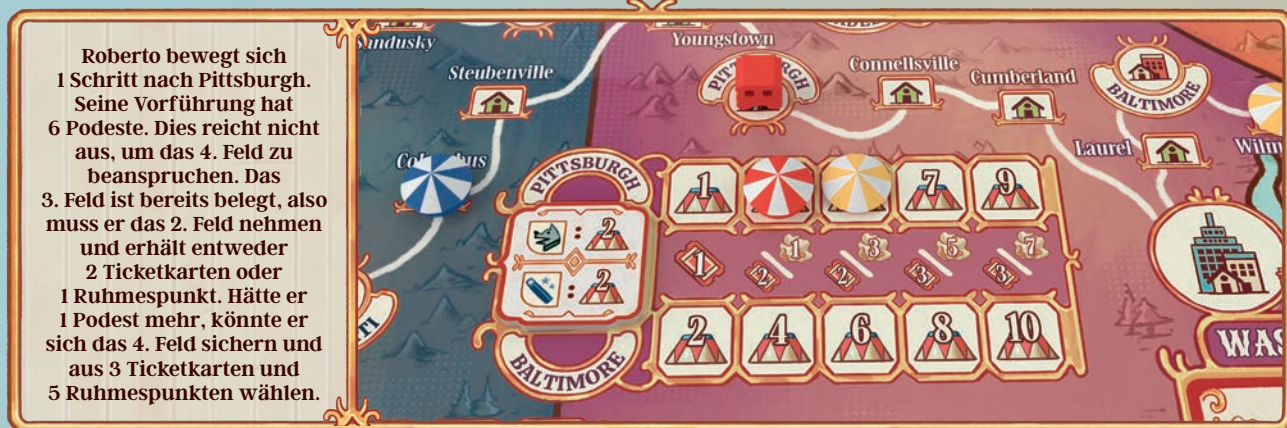 Roberto bewegt sich
1 Schritt nach Pittsburgh.
Seine Vorführung hat
6 Podeste. Dies reicht nicht
aus, um das 4. Feld zu
beanspruchen. Das
3. Feld ist bereits belegt, also
muss er das 2. Feld nehmen
und erhält entweder
2 Ticketkarten oder
1 Ruhmespunkt. Hätte er
1 Podest mehr, könnte er
sich das 4. Feld sichern und
aus 3 Ticketkarten und
5 Ruhmespunkten wählen.
Sandusky
Youngstown
Steubenville
Connellsville
Cumberland
BALTIMORE
Laurel
PITTSBURGH
1 7 9
: 2
: 2
1 2 1 2 3 3 5 3 7
2 4 6 8 10
BALTIMORE